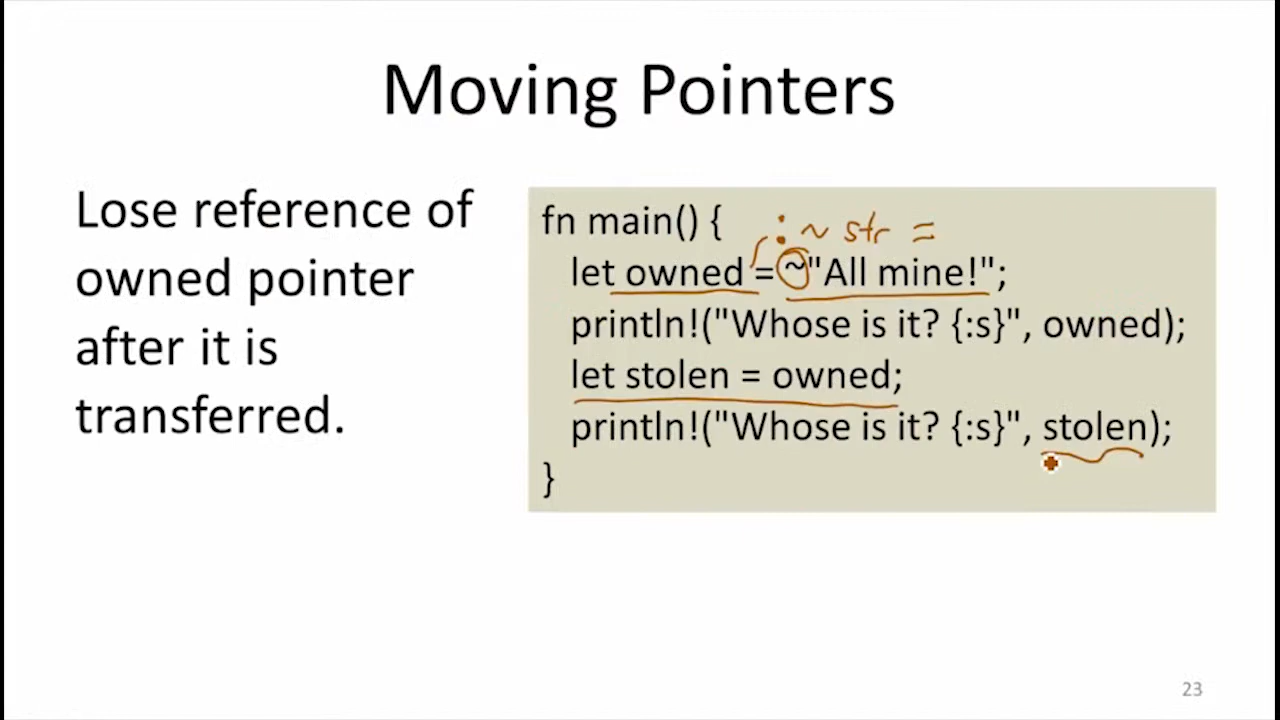 Moving Pointers
Lose reference of
owned pointer
after it is
transferred.
fn main() {
: ~ str =
let owned = ~"All mine!";
println!("Whose is it? {:s}", owned);
let stolen = owned;
println!("Whose is it? {:s}", stolen);
}
23